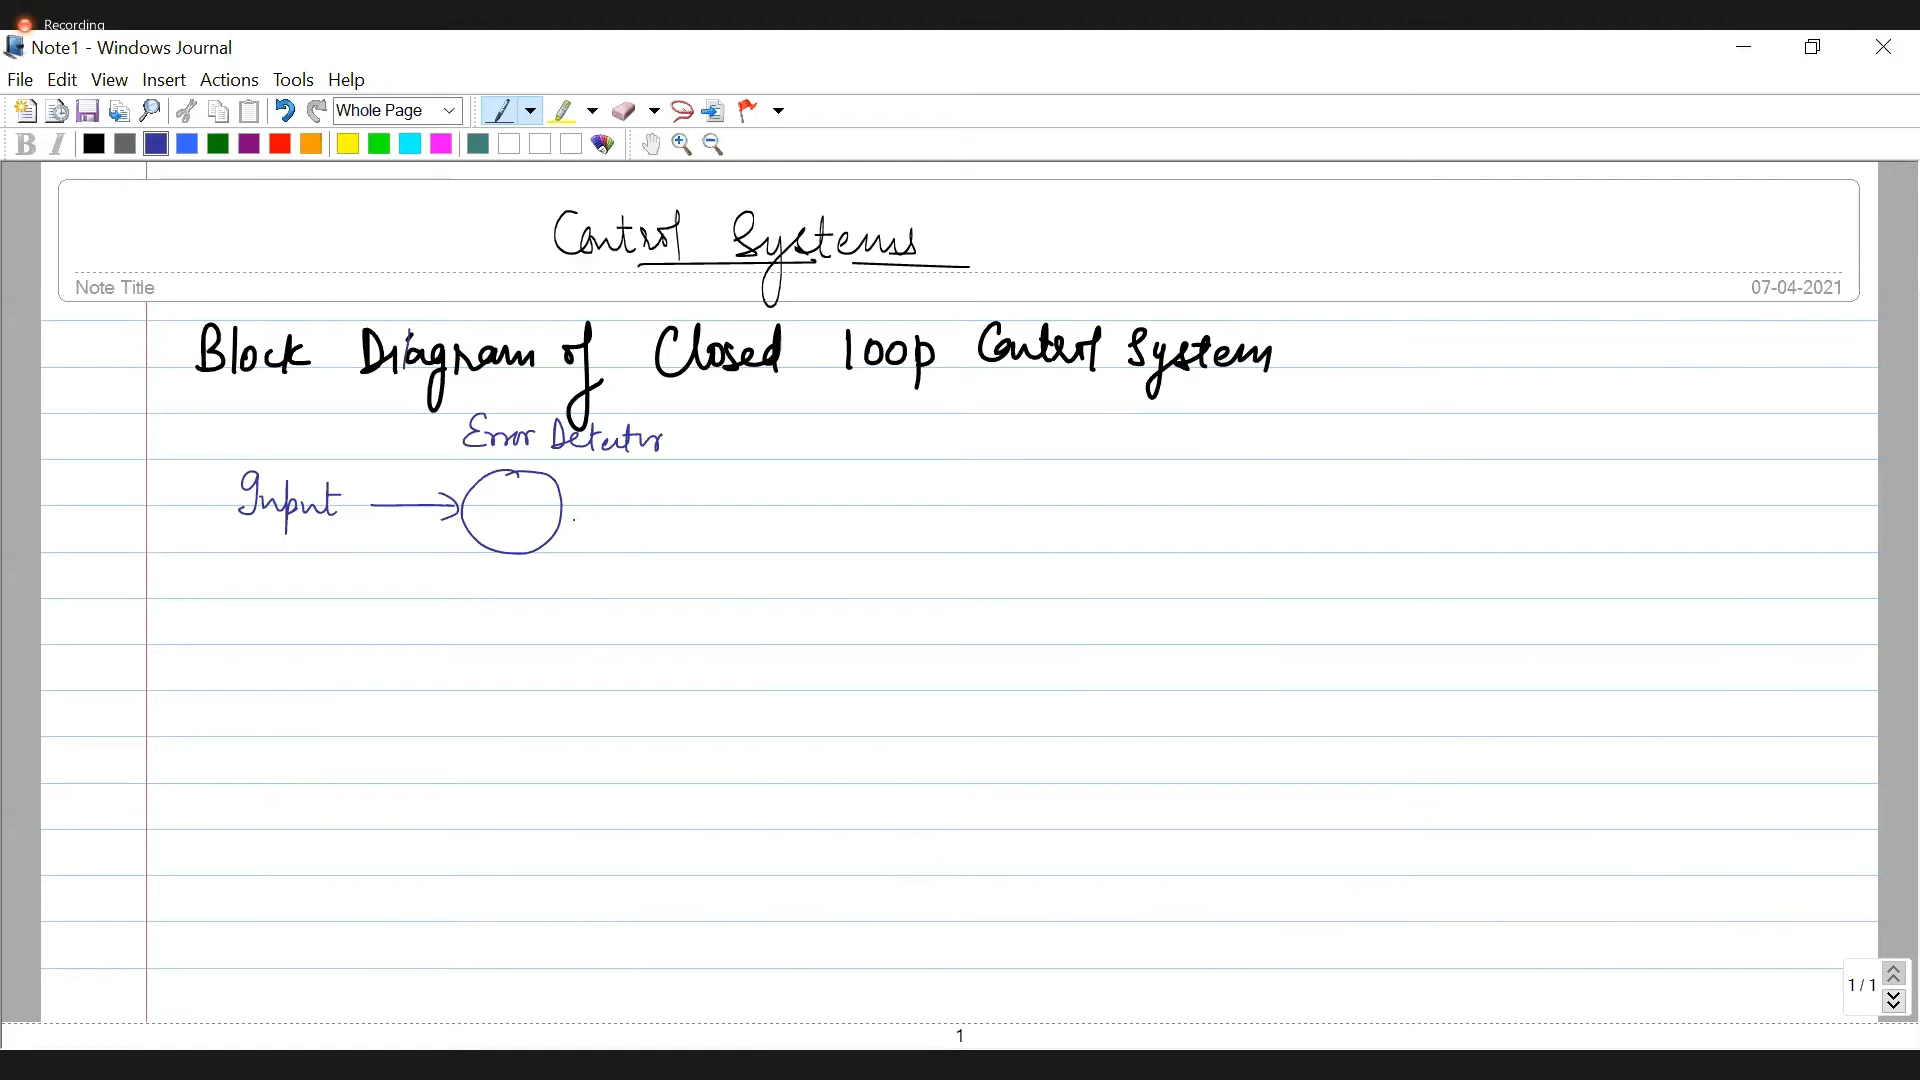 Recording
Note1 - Windows Journal
File Edit View Insert Actions Tools Help
Whole Page
B I
Control Systems
Note Title 07-04-2021
Block Diagram of Closed loop Control System
Error Detector
Input
1 / 1
1